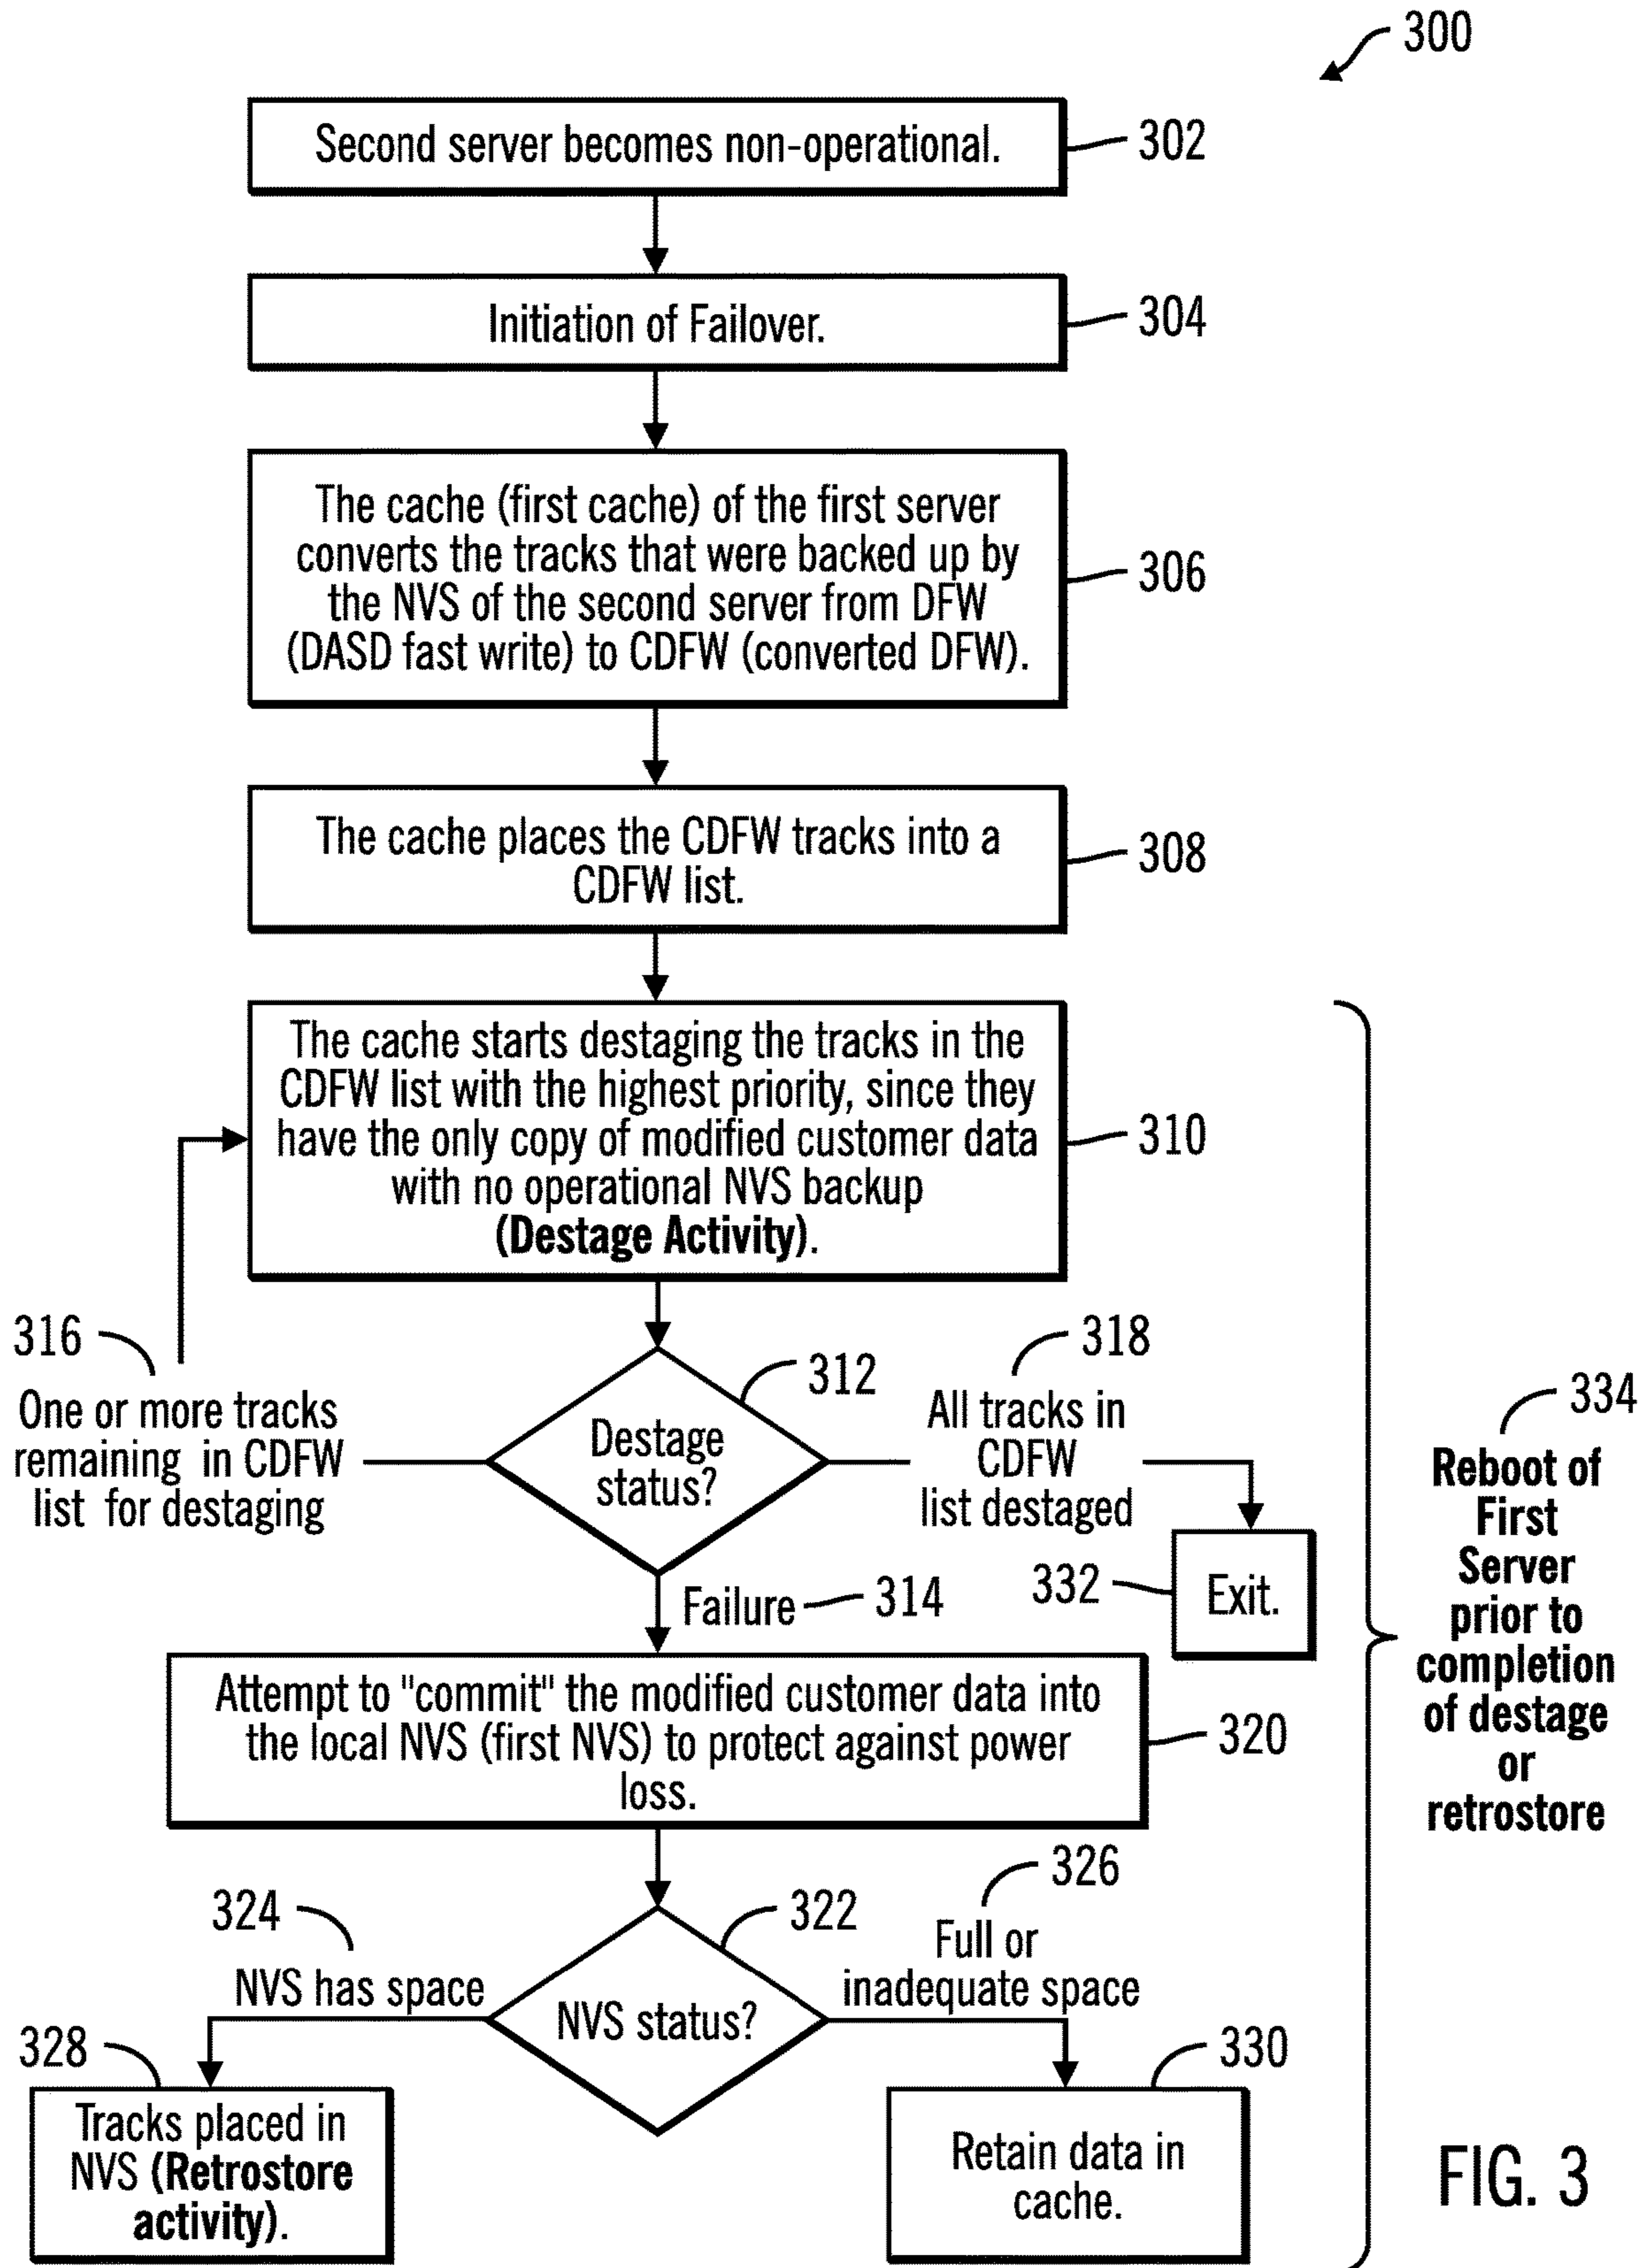 300
Second server becomes non-operational.
302
Initiation of Failover.
304
The cache (first cache) of the first server
converts the tracks that were backed up by
the NVS of the second server from DFW
(DASD fast write) to CDFW (converted DFW).
306
The cache places the CDFW tracks into a
CDFW list.
308
The cache starts destaging the tracks in the
CDFW list with the highest priority, since they
have the only copy of modified customer data
with no operational NVS backup
(Destage Activity).
310
316
One or more tracks
remaining in CDFW
list for destaging
312
Destage
status?
318
All tracks in
CDFW
list destaged
332
Exit.
Failure
314
Attempt to "commit" the modified customer data into
the local NVS (first NVS) to protect against power
loss.
320
324
NVS has space
322
NVS status?
326
Full or
inadequate space
328
Tracks placed in
NVS (Retrostore
activity).
330
Retain data in
cache.
334
Reboot of
First
Server
prior to
completion
of destage
or
retrostore
FIG. 3